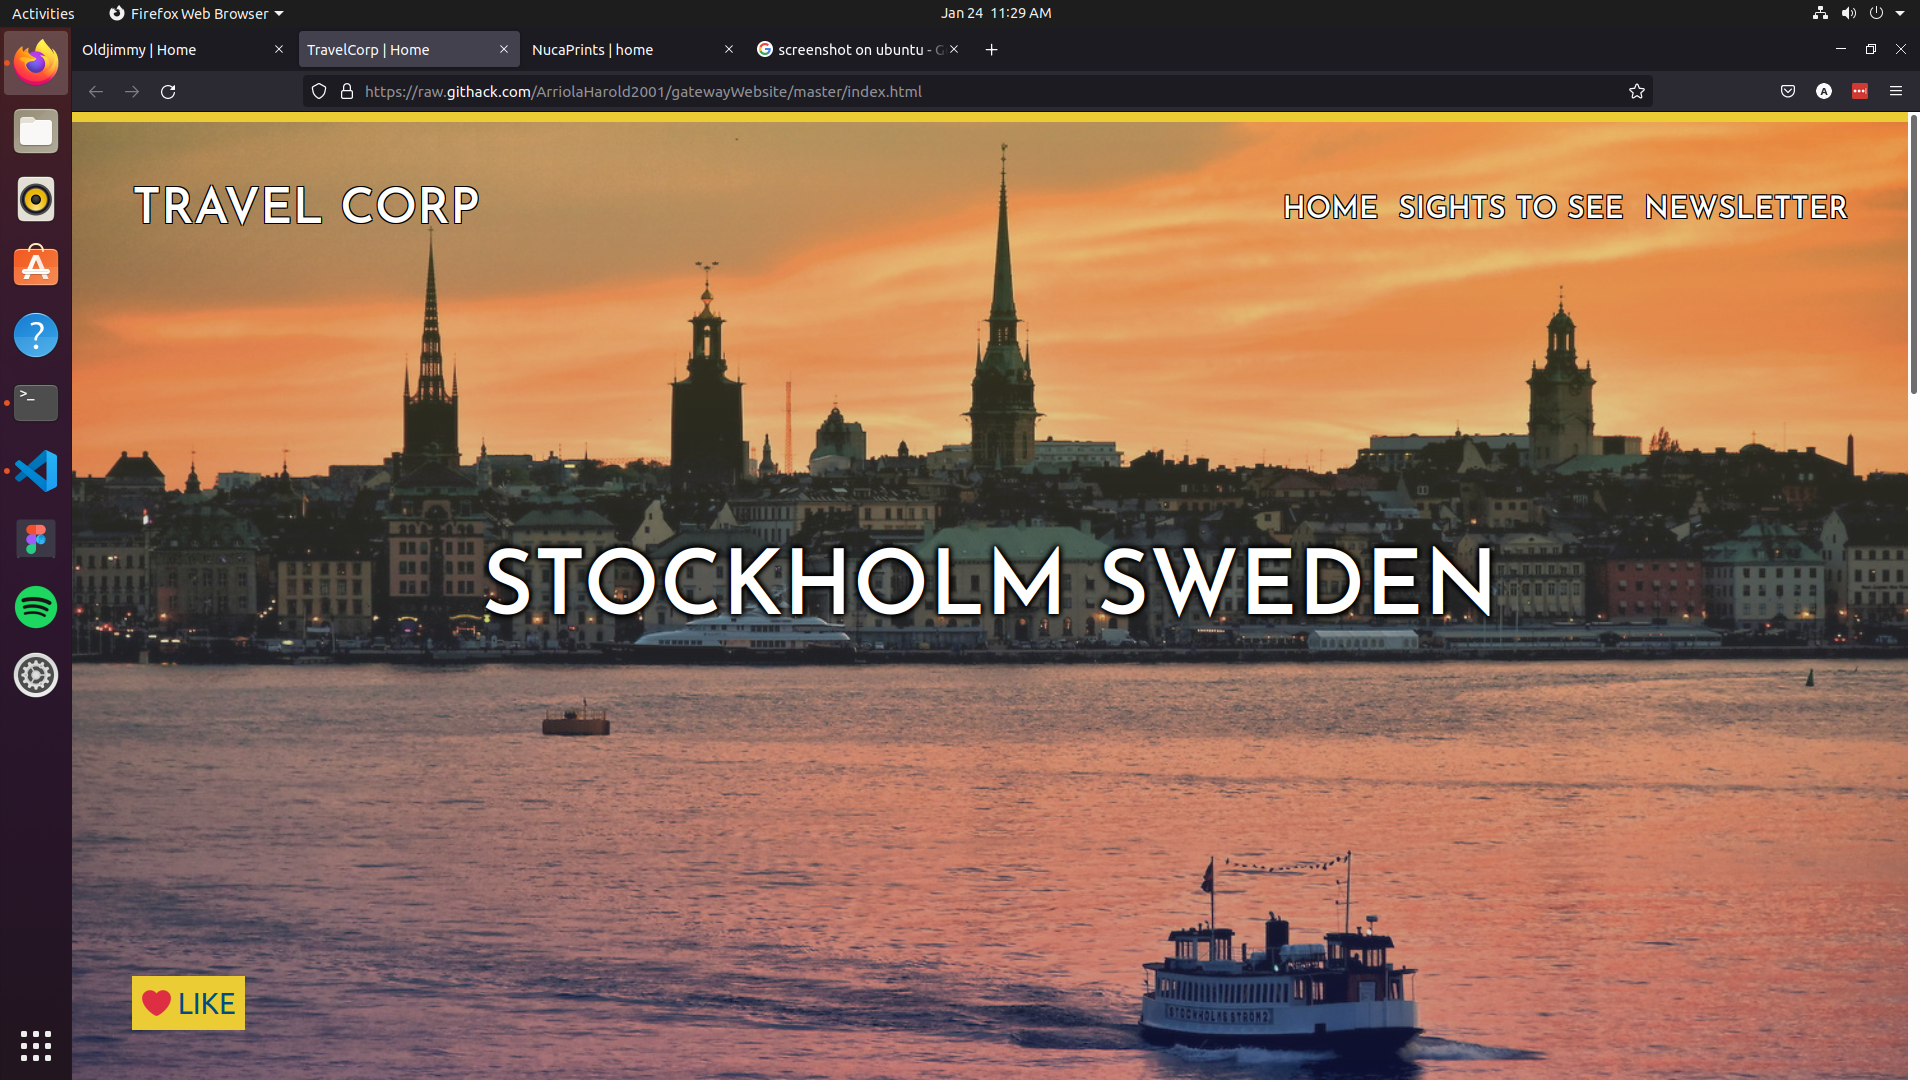 Activities
Firefox Web Browser
Jan 24 11:29 AM
Oldjimmy | Home
TravelCorp | Home
NucaPrints | home
screenshot on ubuntu - G
https://raw.githack.com/ArriolaHarold2001/gatewayWebsite/master/index.html
TRAVEL CORP
HOME SIGHTS TO SEE NEWSLETTER
STOCKHOLM SWEDEN
LIKE